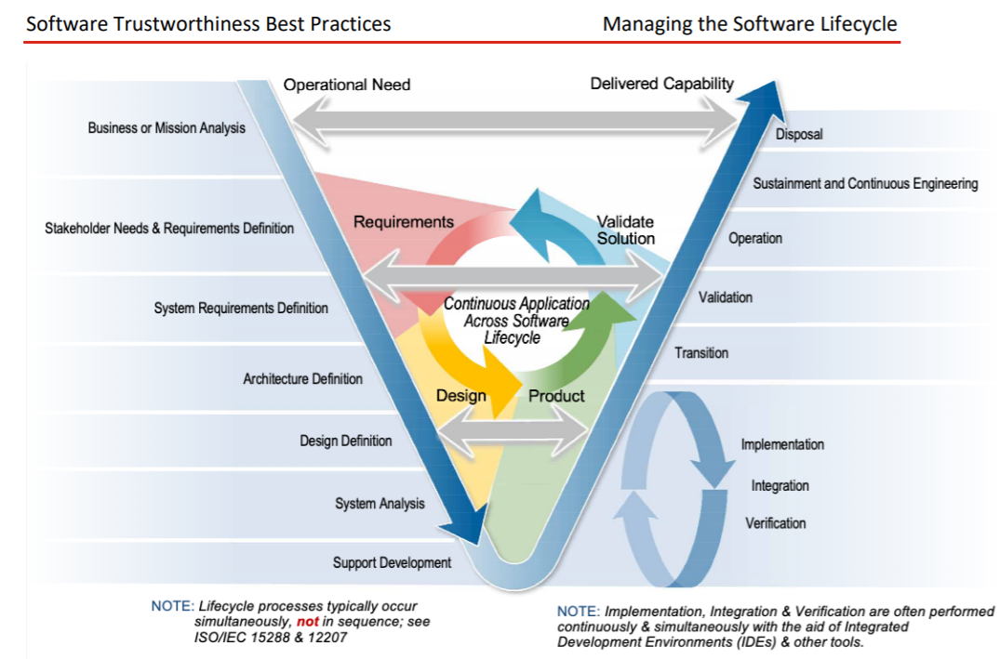 Software Trustworthiness Best Practices
Managing the Software Lifecycle
Operational Need
Delivered Capability
Business or Mission Analysis
Stakeholder Needs & Requirements Definition
System Requirements Definition
Architecture Definition
Design Definition
System Analysis
Support Development
Requirements
Validate
Solution
Continuous Application
Across Software
Lifecycle
Design
Product
Disposal
Sustainment and Continuous Engineering
Operation
Validation
Transition
Implementation
Integration
Verification
NOTE: Lifecycle processes typically occur
simultaneously, not in sequence; see
ISO/IEC 15288 & 12207
NOTE: Implementation, Integration & Verification are often performed
continuously & simultaneously with the aid of Integrated
Development Environments (IDEs) & other tools.